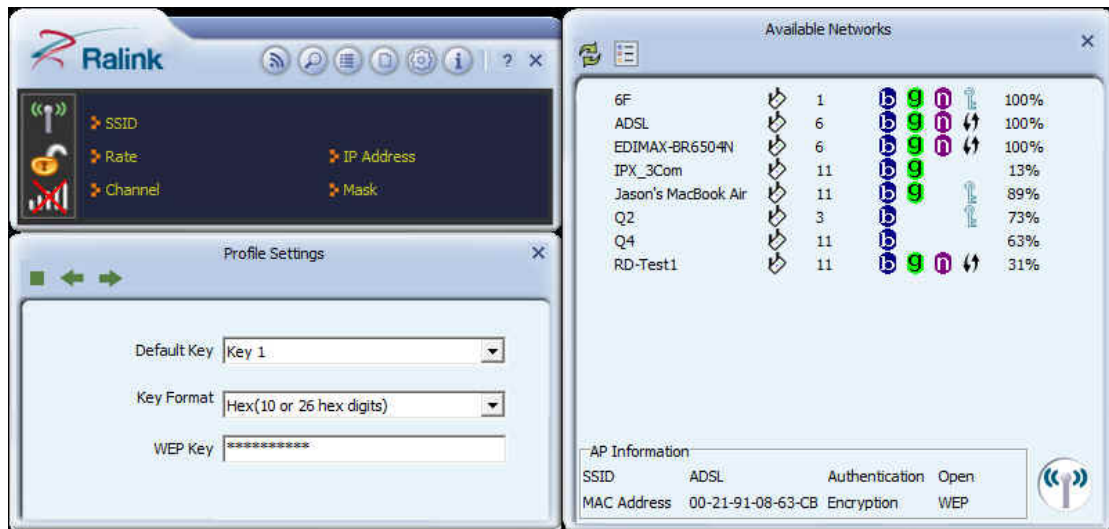 Ralink
? ×
SSID
Rate
IP Address
Channel
Mask
Profile Settings
Default Key Key 1
Key Format Hex(10 or 26 hex digits)
WEP Key **********
Available Networks
6F 1 b g n 100%
ADSL 6 b g n 100%
EDIMAX-BR6504N 6 b g n 100%
IPX_3Com 11 b g 13%
Jason's MacBook Air 11 b g 89%
Q2 3 b 73%
Q4 11 b 63%
RD-Test1 11 b g n 31%
AP Information
SSID ADSL Authentication Open
MAC Address 00-21-91-08-63-CB Encryption WEP